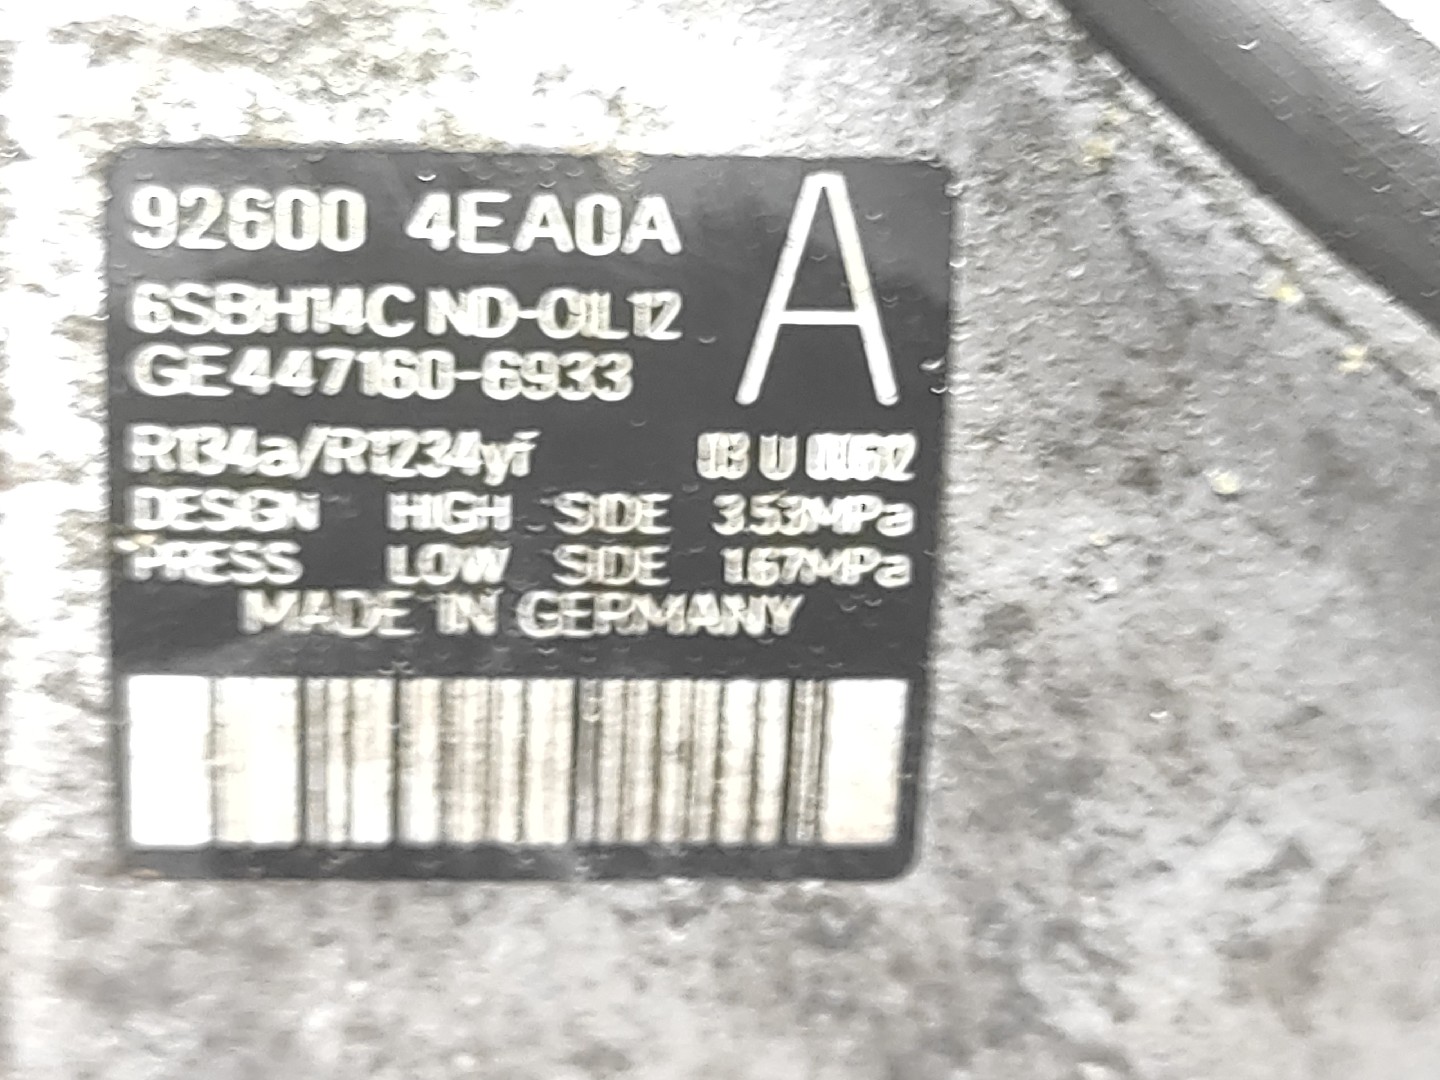 92600 4EA0A A
6SBH14C ND-OIL12
GE447160-6933
R134a/R1234yf U
DESIGN HIGH SIDE 3.53MPa
PRESS LOW SIDE 1.67MPa
MADE IN GERMANY